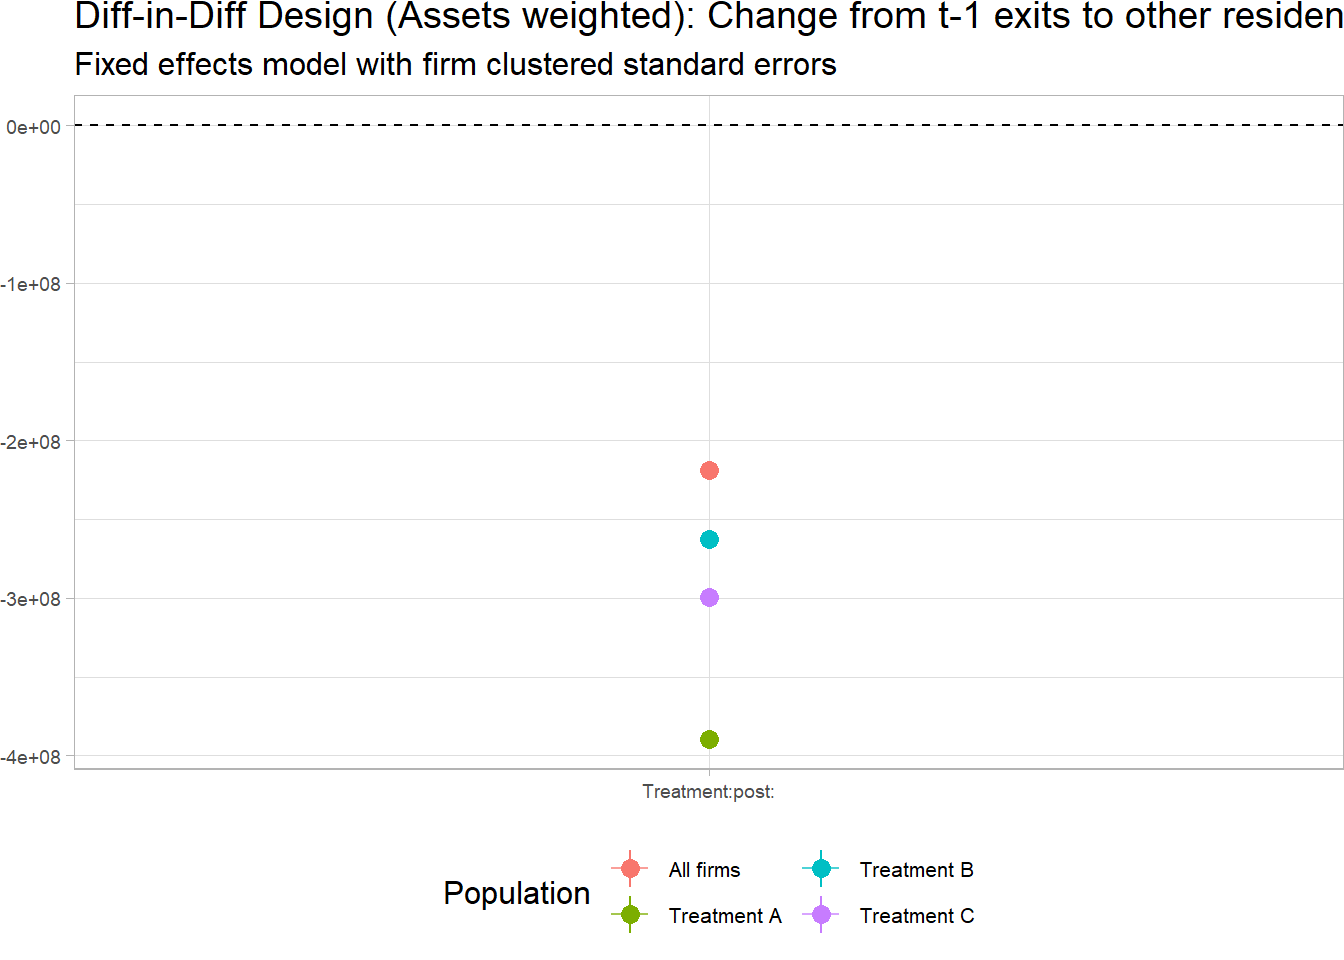 Diff-in-Diff Design (Assets weighted): Change from t-1 exits to other residen
Fixed effects model with firm clustered standard errors
0e+00
-1e+08
-2e+08
-3e+08
-4e+08
Treatment:post:
Population
All firms
Treatment B
Treatment A
Treatment C